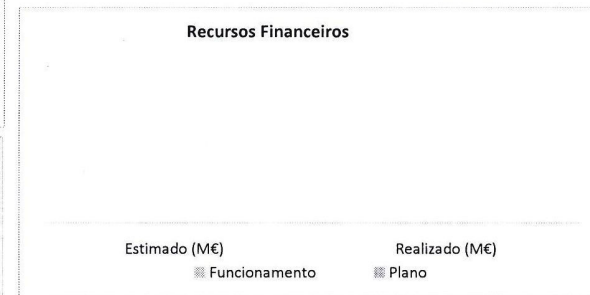 Recursos Financeiros
Estimado (M€) Realizado (M€)
Funcionamento Plano